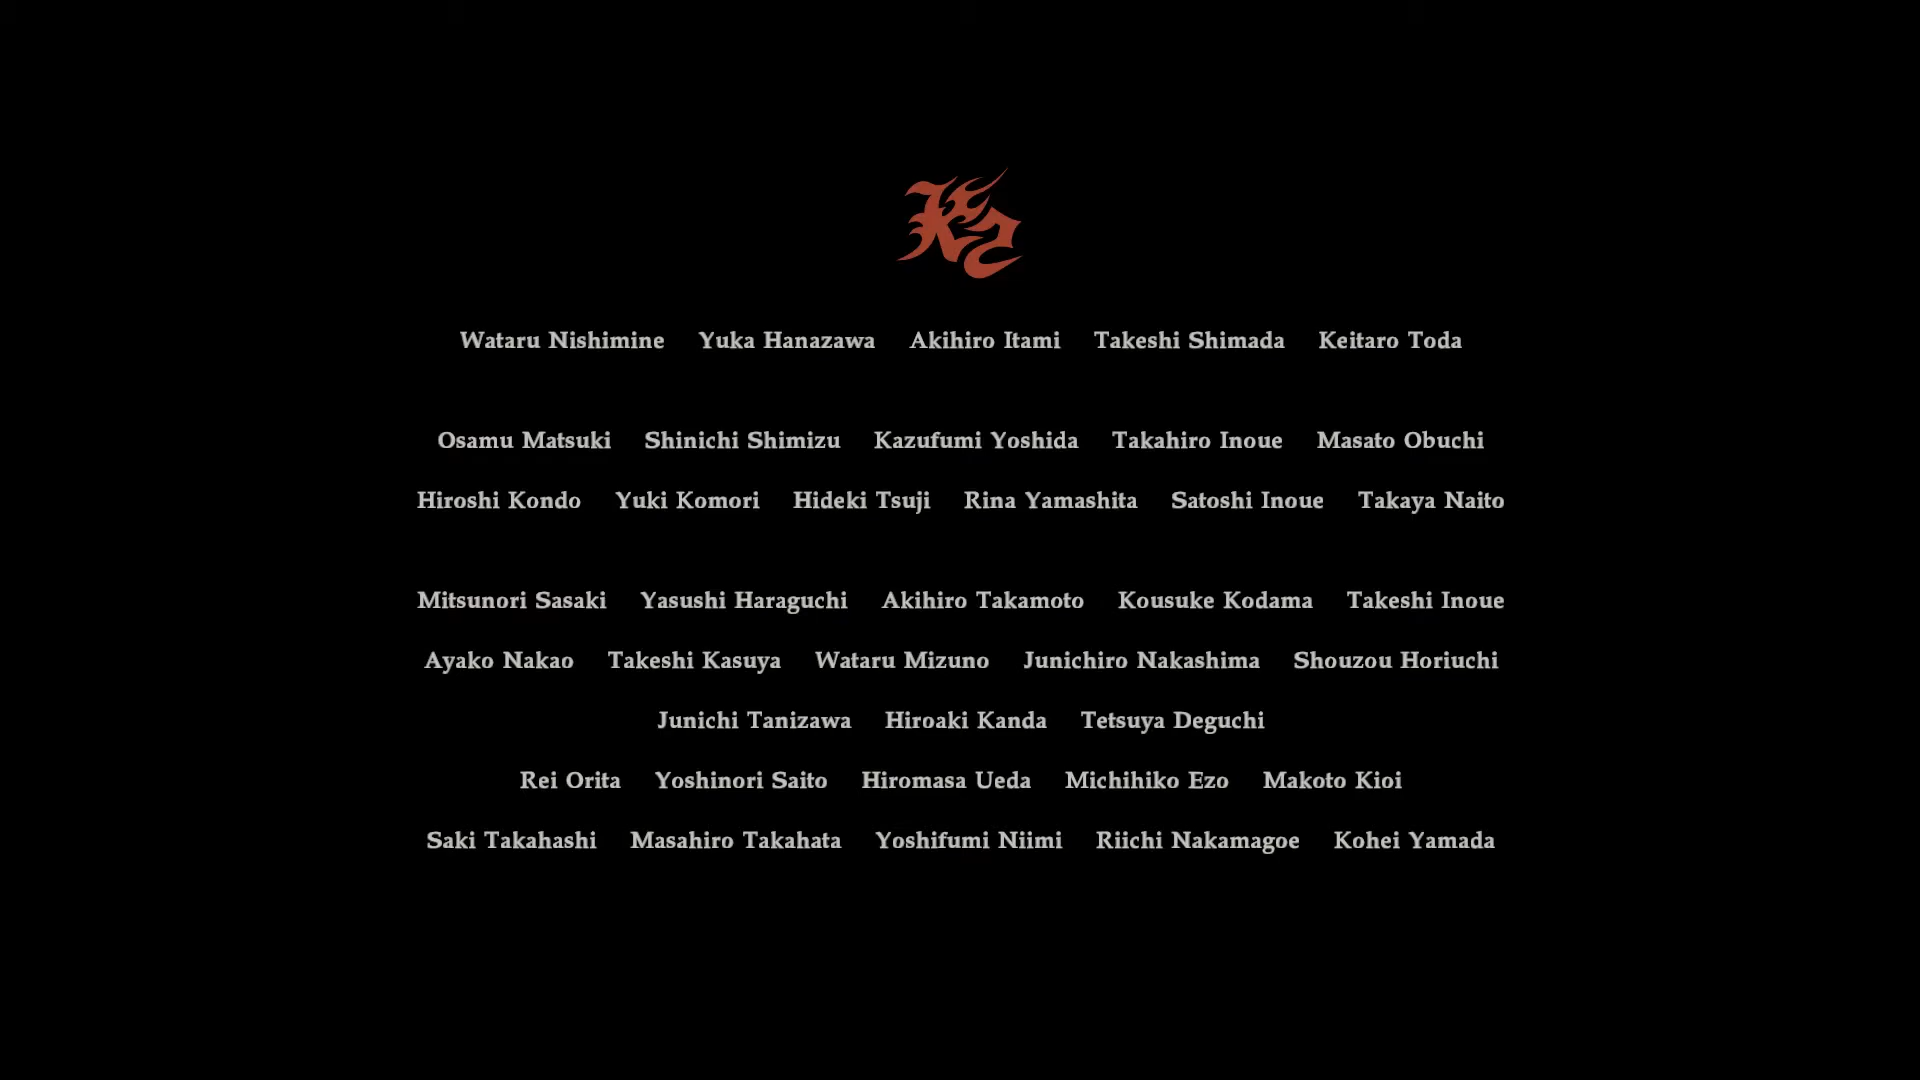 K2
Wataru Nishimine Yuka Hanazawa Akihiro Itami Takeshi Shimada Keitaro Toda
Osamu Matsuki Shinichi Shimizu Kazufumi Yoshida Takahiro Inoue Masato Obuchi
Hiroshi Kondo Yuki Komori Hideki Tsuji Rina Yamashita Satoshi Inoue Takaya Naito
Mitsunori Sasaki Yasushi Haraguchi Akihiro Takamoto Kousuke Kodama Takeshi Inoue
Ayako Nakao Takeshi Kasuya Wataru Mizuno Junichiro Nakashima Shouzou Horiuchi
Junichi Tanizawa Hiroaki Kanda Tetsuya Deguchi
Rei Orita Yoshinori Saito Hiromasa Ueda Michihiko Ezo Makoto Kioi
Saki Takahashi Masahiro Takahata Yoshifumi Niimi Riichi Nakamagoe Kohei Yamada